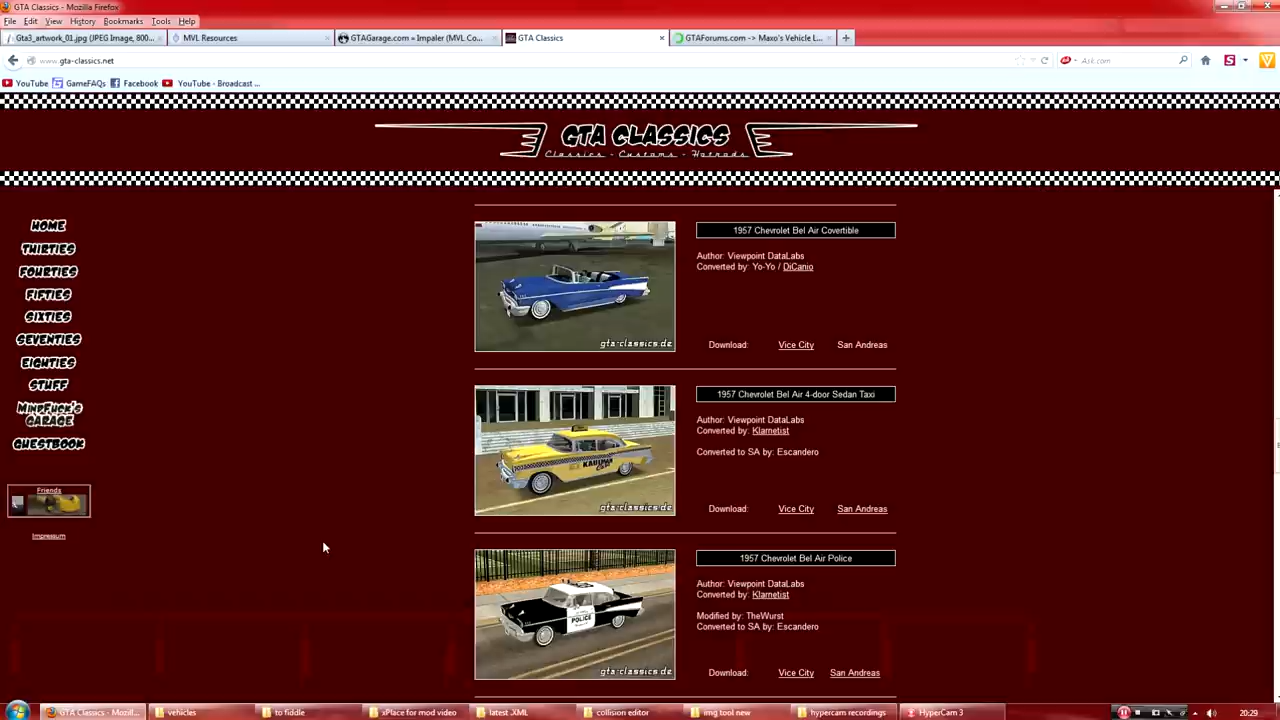 GTA Classics - Mozilla Firefox
File Edit View History Bookmarks Tools Help
Gta3_artwork_01.jpg (JPEG Image, 800...
MVL Resources
GTAGarage.com » Impaler (MVL Co...
GTA Classics
GTAForums.com -> Maxo's Vehicle L...
www.gta-classics.net
Ask.com
YouTube GameFAQs Facebook YouTube - Broadcast ...
GTA CLASSICS
Classics - Customs - Hotrods
HOME
THIRTIES
FOURTIES
FIFTIES
SIXTIES
SEVENTIES
EIGHTIES
STUFF
MINDFUCK'S GARAGE
GUESTBOOK
Friends
Impressum
gta-classics.de
1957 Chevrolet Bel Air Covertible
Author: Viewpoint DataLabs
Converted by: Yo-Yo / DiCanio
Download: Vice City San Andreas
KAUFMAN
gta-classics.de
1957 Chevrolet Bel Air 4-door Sedan Taxi
Author: Viewpoint DataLabs
Converted by: Klarnetist
Converted to SA by: Escandero
Download: Vice City San Andreas
POLICE
gta-classics.de
1957 Chevrolet Bel Air Police
Author: Viewpoint DataLabs
Converted by: Klarnetist
Modified by: TheWurst
Converted to SA by: Escandero
Download: Vice City San Andreas
GTA Classics - Mozill...
vehicles
to fiddle
xPlace for mod video
latest .XML
collision editor
img tool new
hypercam recordings
HyperCam 3
20:29